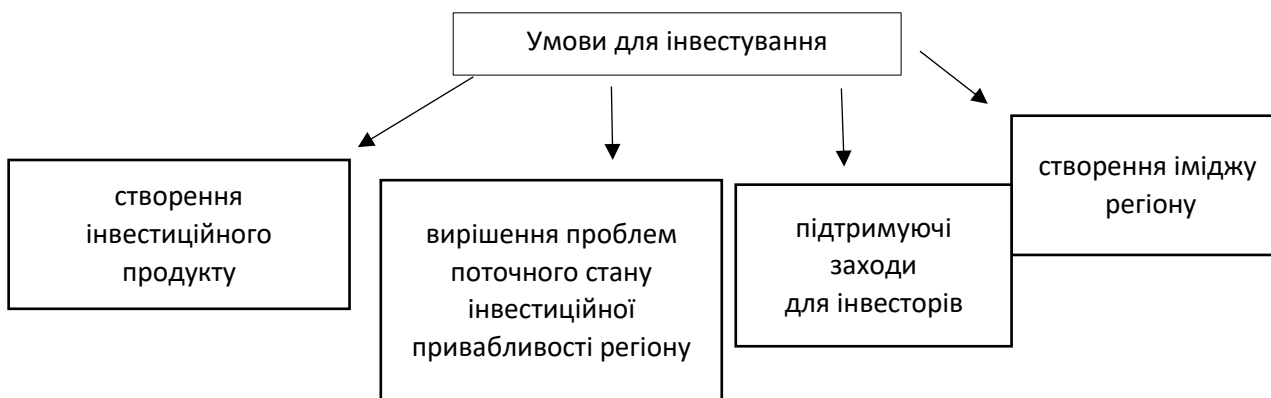 Умови для інвестування
створення
інвестиційного
продукту
вирішення проблем
поточного стану
інвестиційної
привабливості регіону
підтримуючі
заходи
для інвесторів
створення іміджу
регіону